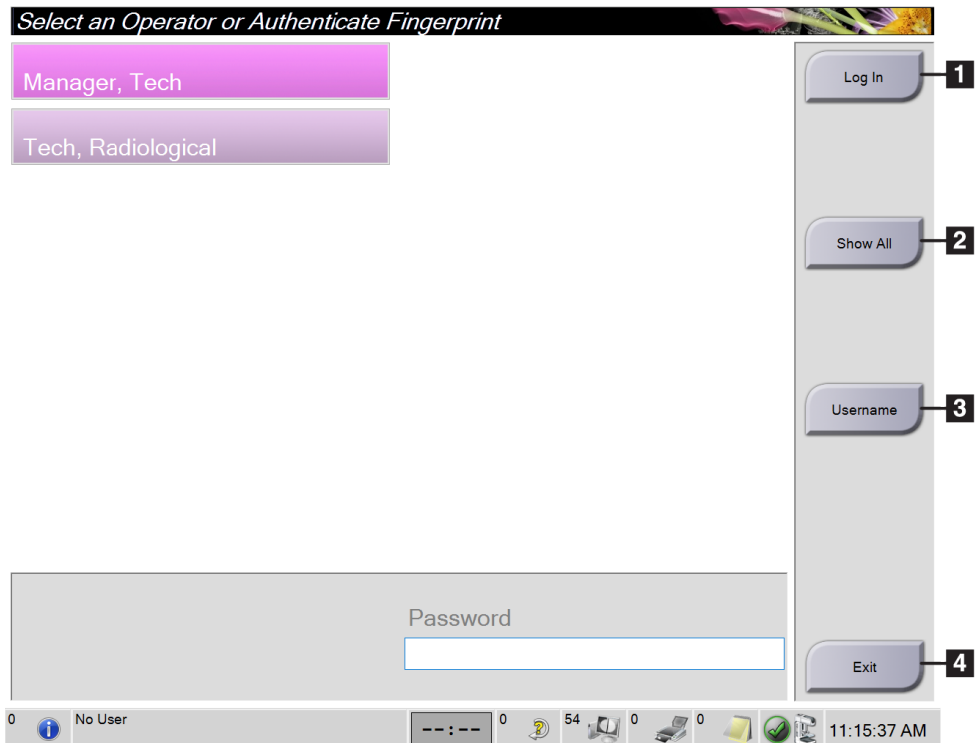 Select an Operator or Authenticate Fingerprint
Manager, Tech
Tech, Radiological
Log In
1
Show All
2
Username
3
Password
Exit
4
0
No User
--:--
0
54
0
0
11:15:37 AM